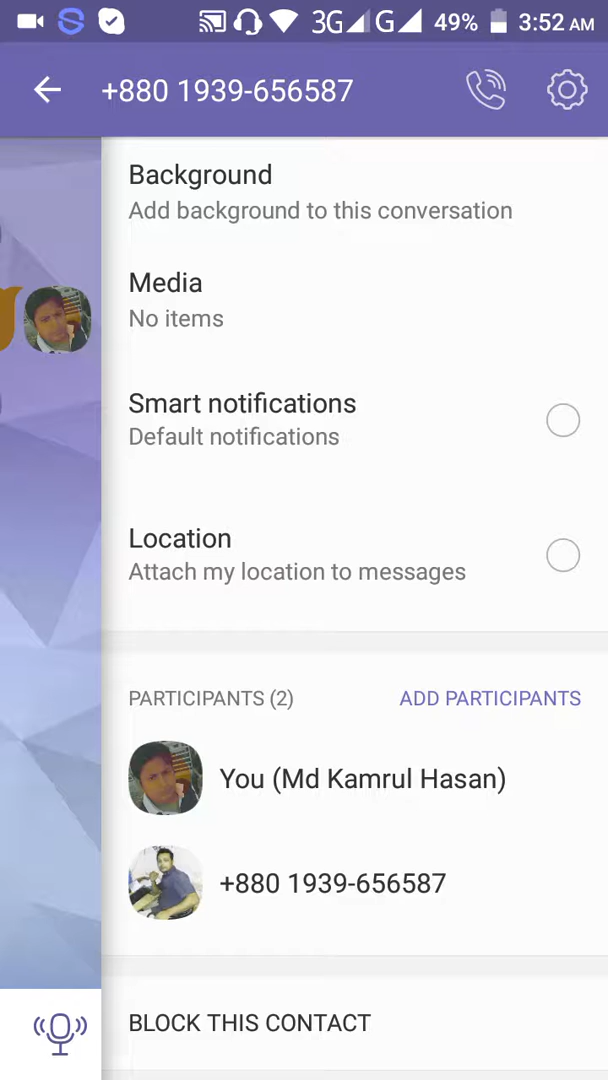 3G G 49% 3:52 AM
+880 1939-656587
Background
Add background to this conversation
Media
No items
Smart notifications
Default notifications
Location
Attach my location to messages
PARTICIPANTS (2) ADD PARTICIPANTS
You (Md Kamrul Hasan)
+880 1939-656587
BLOCK THIS CONTACT